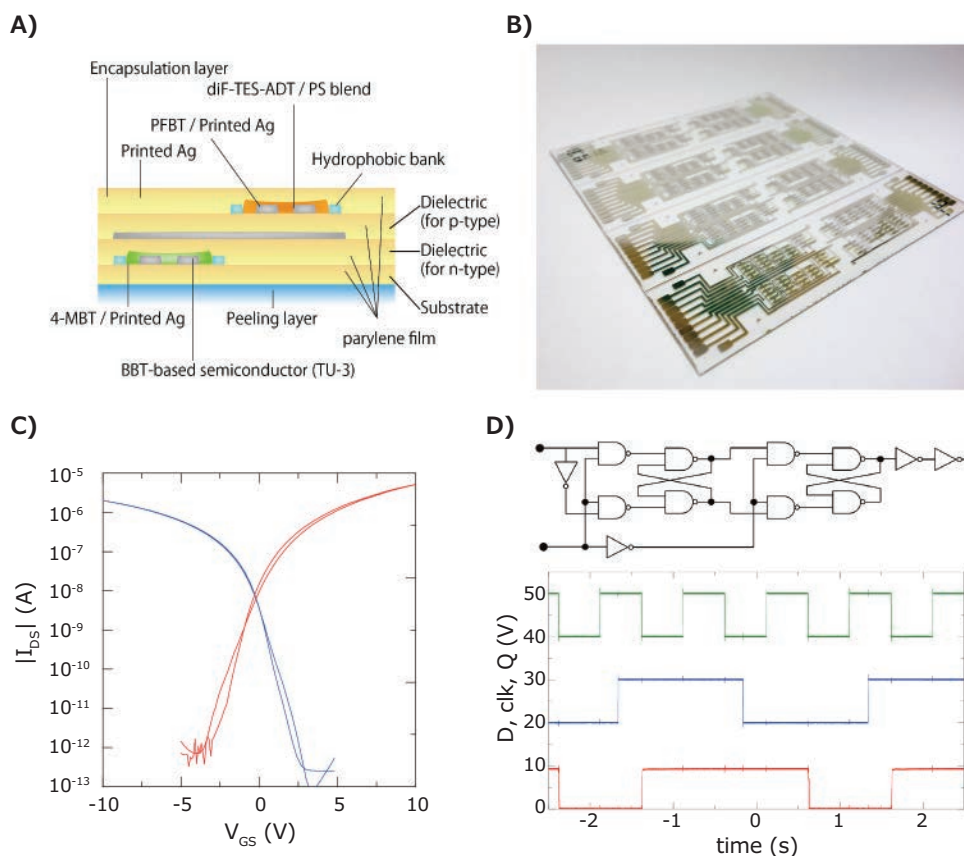 A)
Encapsulation layer
diF-TES-ADT / PS blend
PFBT / Printed Ag
Printed Ag
Hydrophobic bank
Dielectric
(for p-type)
Dielectric
(for n-type)
Substrate
4-MBT / Printed Ag
Peeling layer
parylene film
BBT-based semiconductor (TU-3)
B)
C)
10-5
10-6
10-7
10-8
10-9
10-10
10-11
10-12
10-13
|IDS| (A)
-10 -5 0 5 10
VGS (V)
D)
50
40
30
20
10
0
D, clk, Q (V)
-2 -1 0 1 2
time (s)